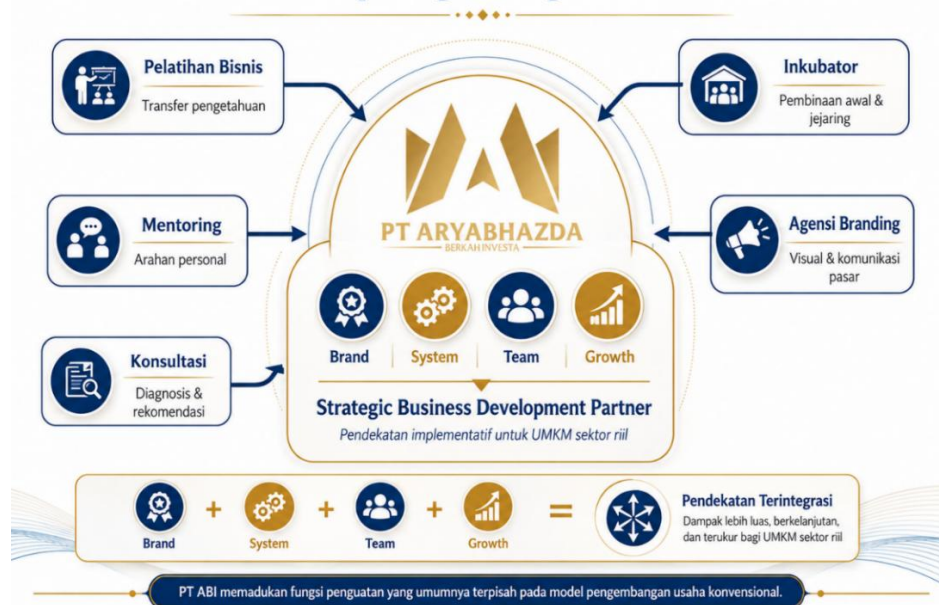 Pelatihan Bisnis
Transfer pengetahuan
Inkubator
Pembinaan awal &
jejaring
Mentoring
Arahan personal
Agensi Branding
Visual & komunikasi
pasar
Konsultasi
Diagnosis &
rekomendasi
PT ARYABHAZDA
BERKAH INVESTA
Brand
System
Team
Growth
Strategic Business Development Partner
Pendekatan implementatif untuk UMKM sektor riil
Brand
+
System
+
Team
+
Growth
=
Pendekatan Terintegrasi
Dampak lebih luas, berkelanjutan,
dan terukur bagi UMKM sektor riil
PT ABI memadukan fungsi penguatan yang umumnya terpisah pada model pengembangan usaha konvensional.